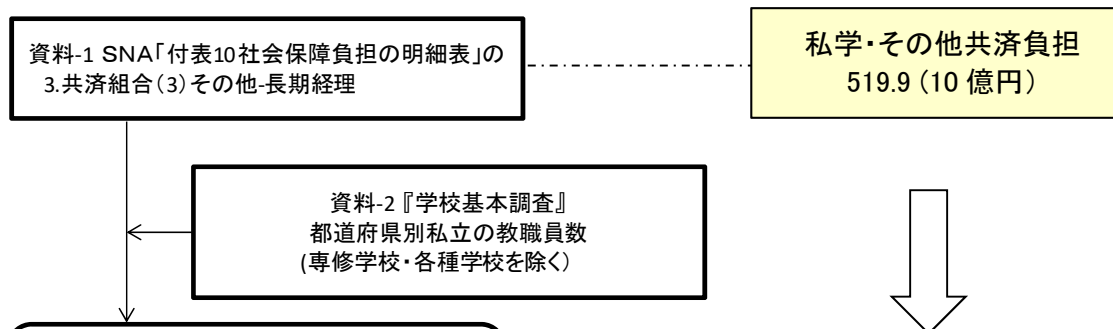 資料-1 SNA「付表10社会保障負担の明細表」の
3.共済組合(3)その他-長期経理
私学・その他共済負担
519.9（10 億円）
資料-2『学校基本調査』
都道府県別私立の教職員数
(専修学校・各種学校を除く）